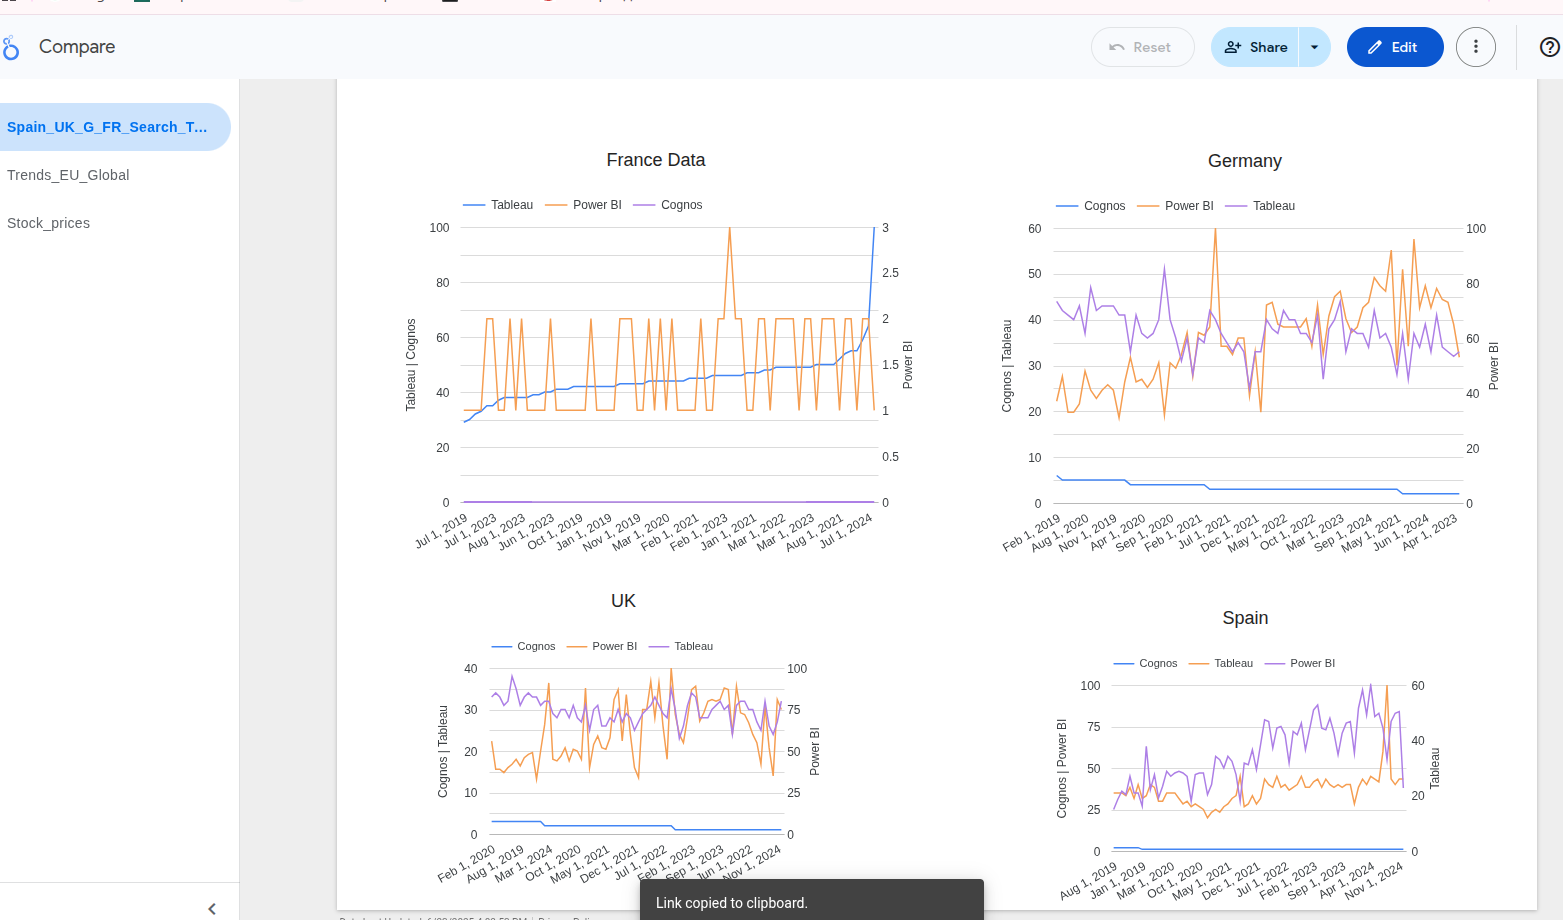 Compare
Reset
Share
Edit
Spain_UK_G_FR_Search_T...
Trends_EU_Global
Stock_prices
France Data
Tableau Power BI Cognos
Tableau | Cognos
100
80
60
40
20
0
3
2.5
2
1.5
1
0.5
0
Power BI
Jul 1, 2019
Jul 1, 2023
Aug 1, 2023
Jun 1, 2023
Oct 1, 2019
Jan 1, 2019
Nov 1, 2019
Mar 1, 2020
Feb 1, 2021
Feb 1, 2023
Jan 1, 2021
Mar 1, 2022
Mar 1, 2023
Aug 1, 2021
Jul 1, 2024
Germany
Cognos Power BI Tableau
Cognos | Tableau
60
50
40
30
20
10
0
100
80
60
40
20
0
Power BI
Feb 1, 2019
Aug 1, 2020
Nov 1, 2019
Apr 1, 2020
Sep 1, 2020
Feb 1, 2021
Jul 1, 2021
Dec 1, 2021
May 1, 2022
Oct 1, 2022
Mar 1, 2023
Sep 1, 2024
May 1, 2021
Jun 1, 2024
Apr 1, 2023
UK
Cognos Power BI Tableau
Cognos | Tableau
40
30
20
10
0
100
75
50
25
0
Power BI
Feb 1, 2020
Aug 1, 2019
Mar 1, 2024
Oct 1, 2020
May 1, 2021
Dec 1, 2021
Jul 1, 2022
Feb 1, 2023
Sep 1, 2023
Jun 1, 2022
Nov 1, 2024
Spain
Cognos Tableau Power BI
Cognos | Power BI
100
75
50
25
0
60
40
20
0
Tableau
Aug 1, 2019
Jan 1, 2019
Mar 1, 2020
Oct 1, 2020
May 1, 2021
Dec 1, 2021
Jul 1, 2022
Feb 1, 2023
Sep 1, 2023
Apr 1, 2024
Nov 1, 2024
Link copied to clipboard.